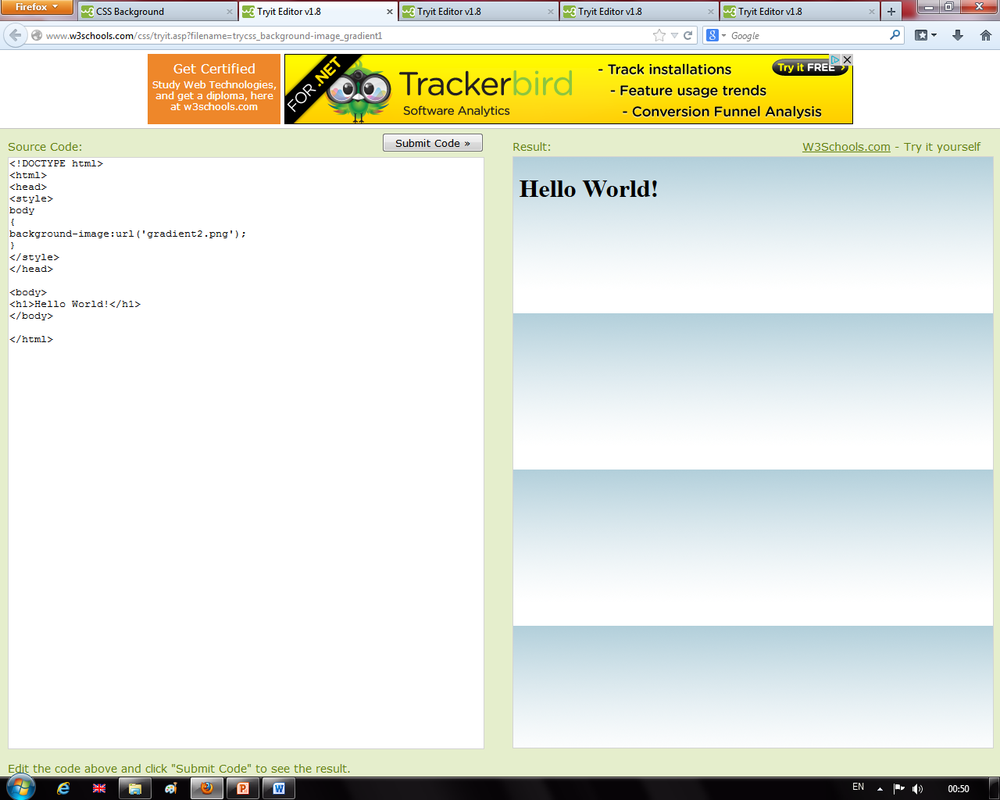 Firefox
CSS Background
Tryit Editor v1.8
Tryit Editor v1.8
Tryit Editor v1.8
Tryit Editor v1.8
www.w3schools.com/css/tryit.asp?filename=trycss_background-image_gradient1
Google
Get Certified
Study Web Technologies,
and get a diploma, here
at w3schools.com
FOR .NET
Trackerbird
Software Analytics
- Track installations
- Feature usage trends
- Conversion Funnel Analysis
Try it FREE
Source Code:
Submit Code »
Result:
W3Schools.com - Try it yourself
<!DOCTYPE html>
<html>
<head>
<style>
body
{
background-image:url('gradient2.png');
}
</style>
</head>
<body>
<h1>Hello World!</h1>
</body>
</html>
Hello World!
Edit the code above and click "Submit Code" to see the result.
EN
00:50